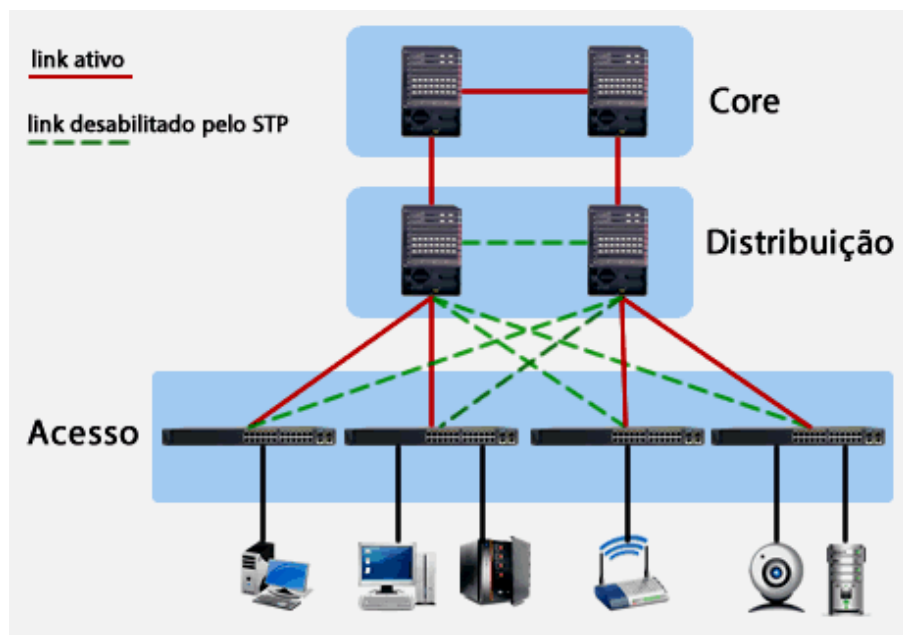 link ativo
link desabilitado pelo STP
Core
Distribuição
Acesso